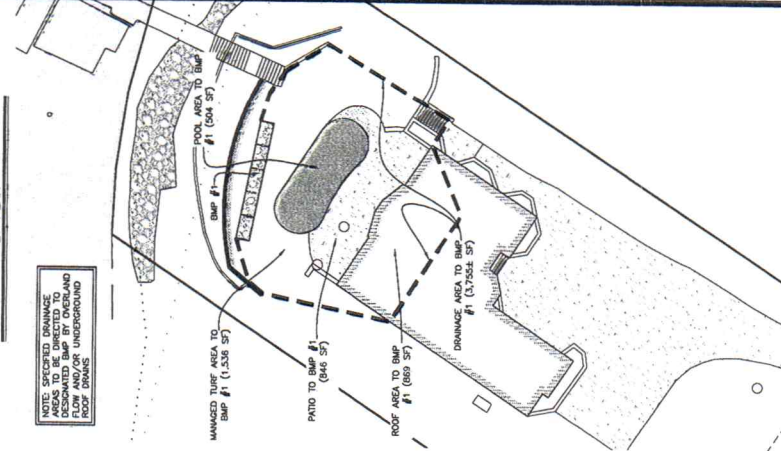 NOTE: SPECIFIED DRAINAGE
AREAS TO BE DIRECTED TO
DESIGNATED BMP BY OVERLAND
FLOW AND/OR UNDERGROUND
ROOF DRAINS
POOL AREA TO BMP
#1 (504 SF)
BMP #1
MANAGED TURF AREA TO
BMP #1 (1,536 SF)
PATIO TO BMP #1
(846 SF)
ROOF AREA TO BMP
#1 (869 SF)
DRAINAGE AREA TO BMP
#1 (3,755± SF)